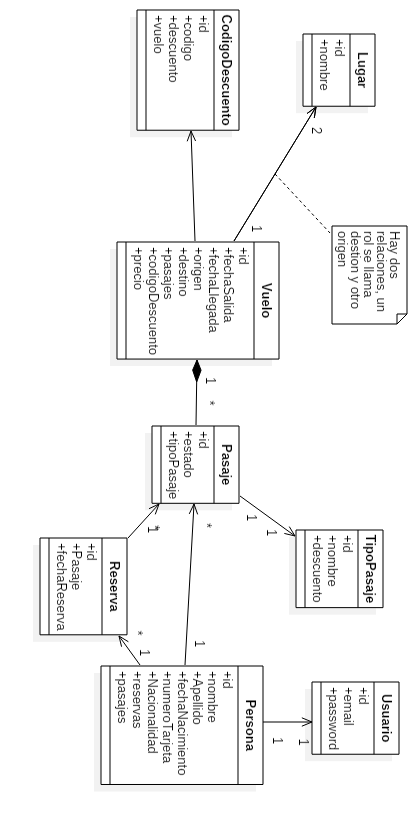 Lugar
+id
+nombre
2
1
Hay dos
relaciones, un
rol se llama
destion y otro
origen
TipoPasaje
+id
+nombre
+descuento
1
1
Usuario
+id
+email
+password
1
1
CodigoDescuento
+id
+codigo
+descuento
+vuelo
Vuelo
+id
+fechaSalida
+fechaLlegada
+origen
+destino
+pasajes
+codigoDescuento
+precio
1
*
Pasaje
+id
+estado
+tipoPasaje
*
1
Persona
+id
+nombre
+Apellido
+fechaNacimiento
+numeroTarjeta
+Nacionalidad
+reservas
+pasajes
1
*
Reserva
+id
+Pasaje
+fechaReserva
*
1